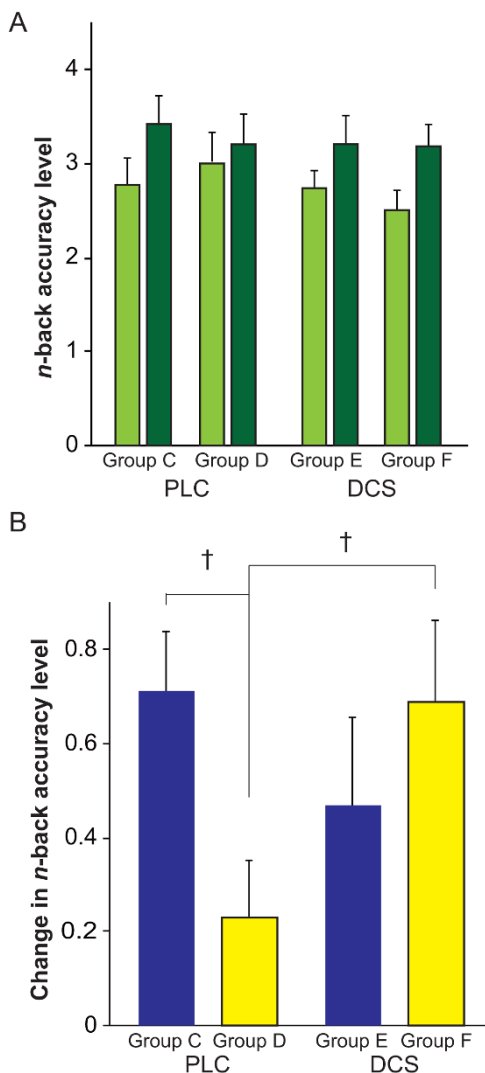 A
n-back accuracy level
4
3
2
1
0
Group C Group D Group E Group F
PLC DCS
B
† †
Change in n-back accuracy level
0.8
0.6
0.4
0.2
0
Group C Group D Group E Group F
PLC DCS